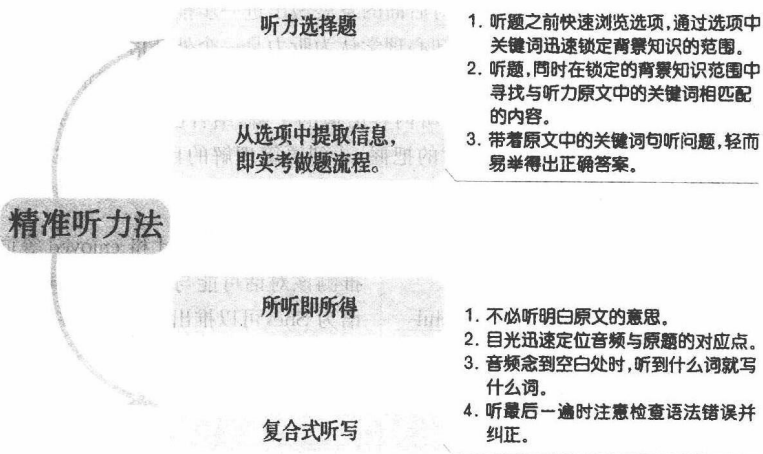 听力选择题
1. 听题之前快速浏览选项,通过选项中
关键词迅速锁定背景知识的范围。
2. 听题,同时在锁定的背景知识范围中
寻找与听力原文中的关键词相匹配
的内容。
3. 带着原文中的关键词句听问题,轻而
易举得出正确答案。
从选项中提取信息,
即实考做题流程。
精准听力法
所听即所得
1. 不必听明白原文的意思。
2. 目光迅速定位音频与原题的对应点。
3. 音频念到空白处时,听到什么词就写
什么词。
4. 听最后一遍时注意检查语法错误并
纠正。
复合式听写